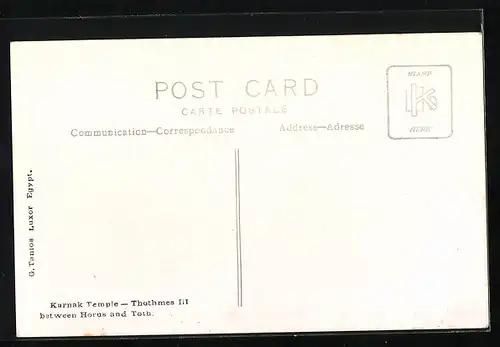 POST CARD
CARTE POSTALE
Communication—Correspondance
Address—Adresse
STAMP
HERE
G. Tanios Luxor Egypt.
Karnak Temple — Thothmes III
between Horus and Toth.